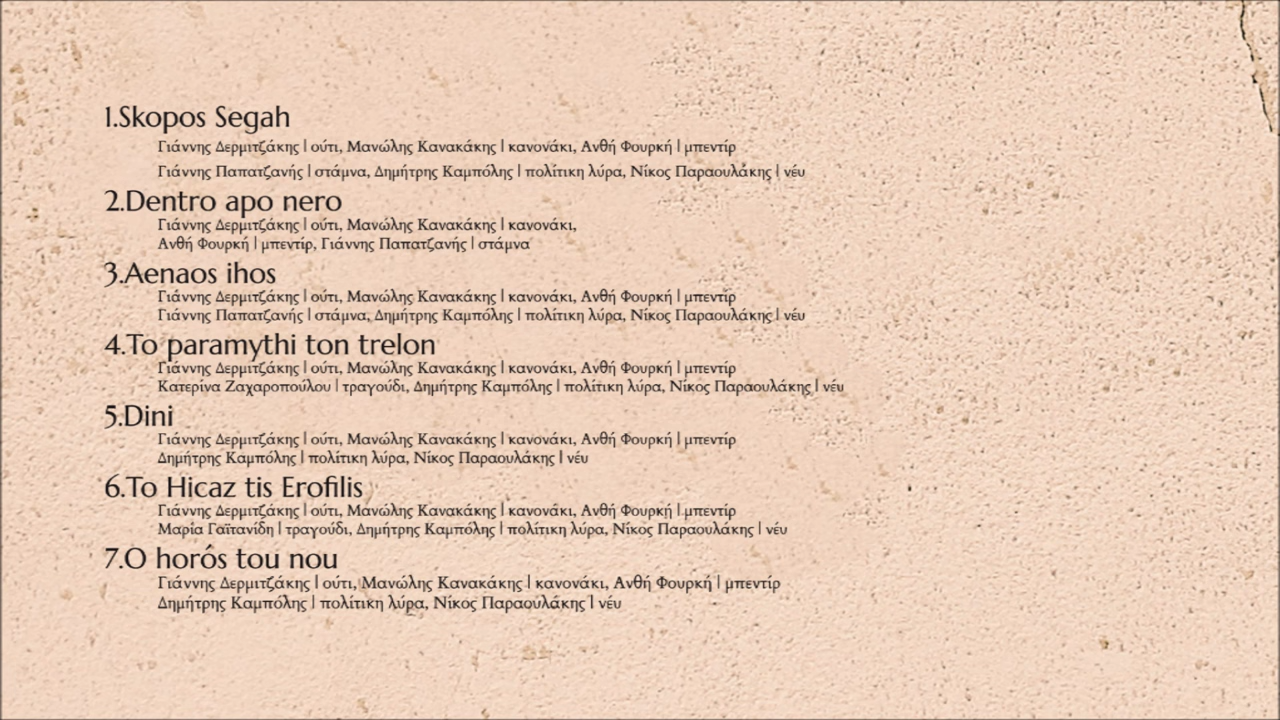 1.Skopos Segah
Γιάννης Δερμιτζάκης | ούτι, Μανώλης Κανακάκης | κανονάκι, Ανθή Φουρκή | μπεντίρ
Γιάννης Παπατζανής | στάμνα, Δημήτρης Καμπόλης | πολίτικη λύρα, Νίκος Παραουλάκης | νέυ
2.Dentro apo nero
Γιάννης Δερμιτζάκης | ούτι, Μανώλης Κανακάκης | κανονάκι,
Ανθή Φουρκή | μπεντίρ, Γιάννης Παπατζανής | στάμνα
3.Aenaos ihos
Γιάννης Δερμιτζάκης | ούτι, Μανώλης Κανακάκης | κανονάκι, Ανθή Φουρκή | μπεντίρ
Γιάννης Παπατζανής | στάμνα, Δημήτρης Καμπόλης | πολίτικη λύρα, Νίκος Παραουλάκης | νέυ
4.To paramythi ton trelon
Γιάννης Δερμιτζάκης | ούτι, Μανώλης Κανακάκης | κανονάκι, Ανθή Φουρκή | μπεντίρ
Κατερίνα Ζαχαροπούλου | τραγούδι, Δημήτρης Καμπόλης | πολίτικη λύρα, Νίκος Παραουλάκης | νέυ
5.Dini
Γιάννης Δερμιτζάκης | ούτι, Μανώλης Κανακάκης | κανονάκι, Ανθή Φουρκή | μπεντίρ
Δημήτρης Καμπόλης | πολίτικη λύρα, Νίκος Παραουλάκης | νέυ
6.To Hicaz tis Erofilis
Γιάννης Δερμιτζάκης | ούτι, Μανώλης Κανακάκης | κανονάκι, Ανθή Φουρκή | μπεντίρ
Μαρία Γαϊτανίδη | τραγούδι, Δημήτρης Καμπόλης | πολίτικη λύρα, Νίκος Παραουλάκης | νέυ
7.O horós tou nou
Γιάννης Δερμιτζάκης | ούτι, Μανώλης Κανακάκης | κανονάκι, Ανθή Φουρκή | μπεντίρ
Δημήτρης Καμπόλης | πολίτικη λύρα, Νίκος Παραουλάκης | νέυ